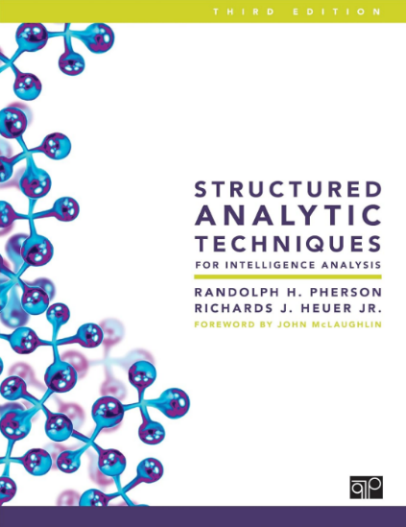 THIRD EDITION
STRUCTURED
ANALYTIC
TECHNIQUES
FOR INTELLIGENCE ANALYSIS
RANDOLPH H. PHERSON
RICHARDS J. HEUER JR.
FOREWORD BY JOHN McLAUGHLIN